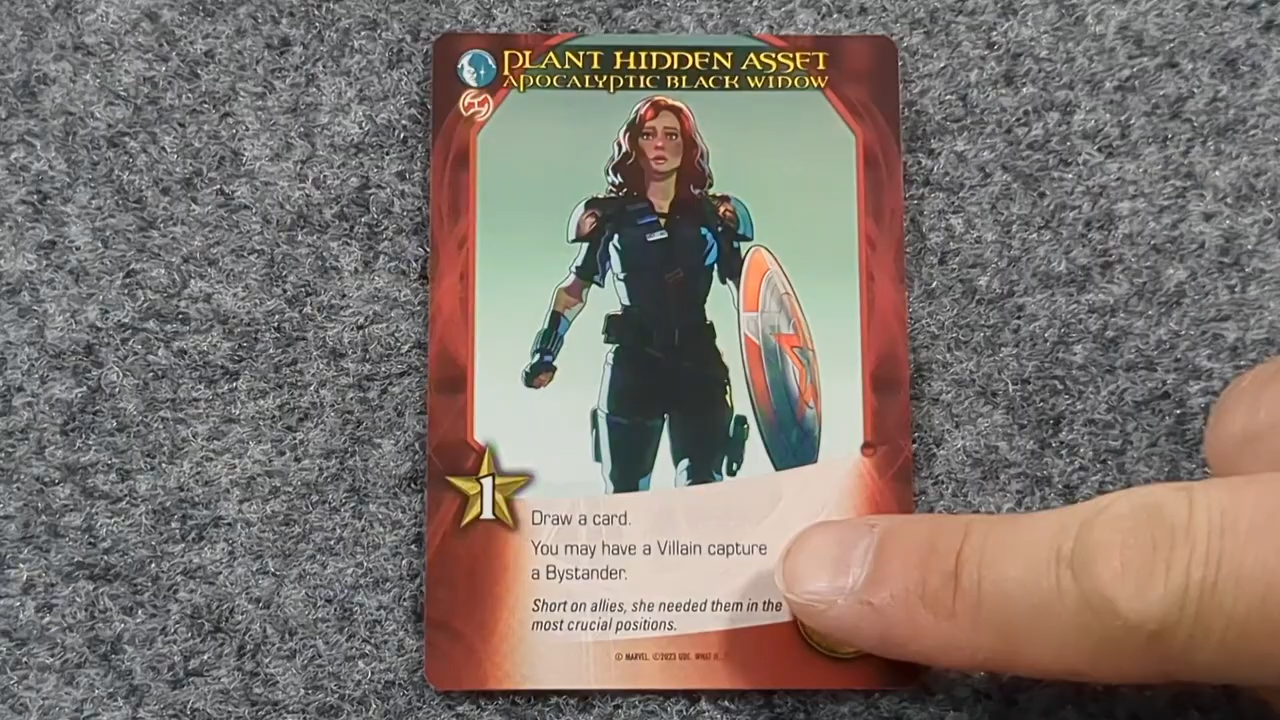 PLANT HIDDEN ASSET
APOCALYPTIC BLACK WIDOW
1
Draw a card.
You may have a Villain capture
a Bystander.
Short on allies, she needed them in the
most crucial positions.
© MARVEL. ©2023 UDC. WHAT IF...?